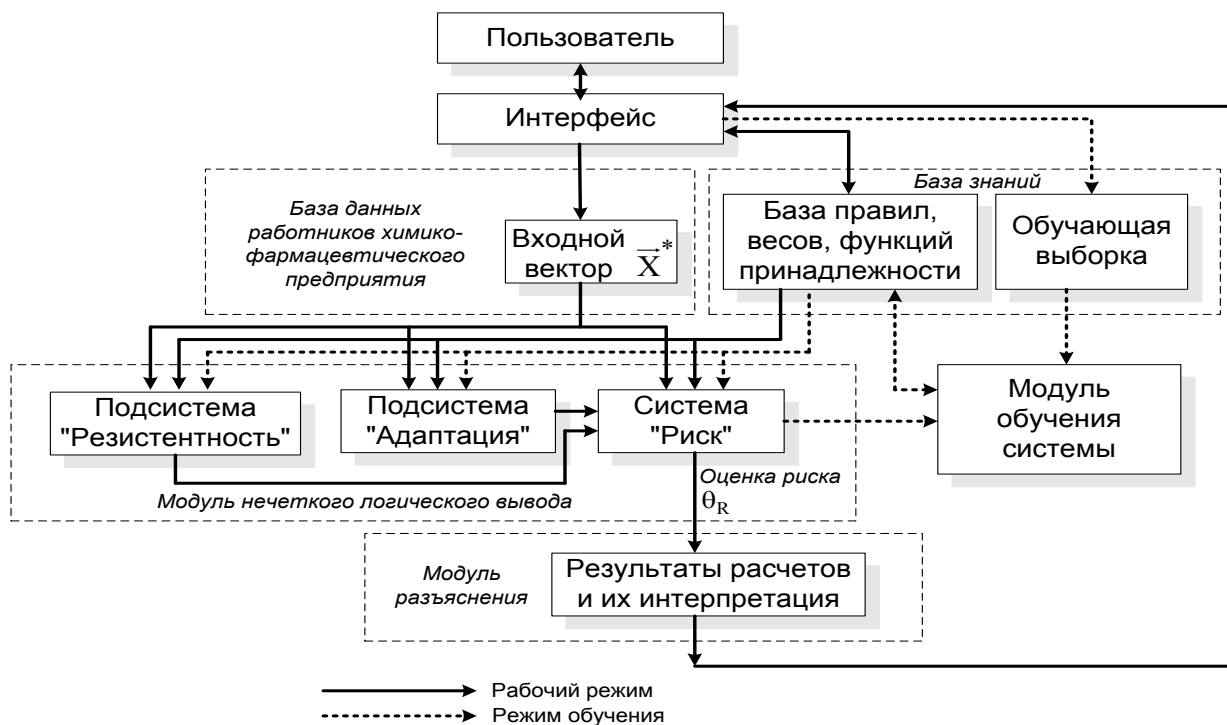 Пользователь
Интерфейс
База данных
работников химико-
фармацевтического
предприятия
Входной
вектор X*
База знаний
База правил,
весов, функций
принадлежности
Обучающая
выборка
Подсистема
"Резистентность"
Подсистема
"Адаптация"
Система
"Риск"
Модуль
обучения
системы
Модуль нечеткого логического вывода
Оценка риска
θR
Модуль
разъяснения
Результаты расчетов
и их интерпретация
Рабочий режим
Режим обучения